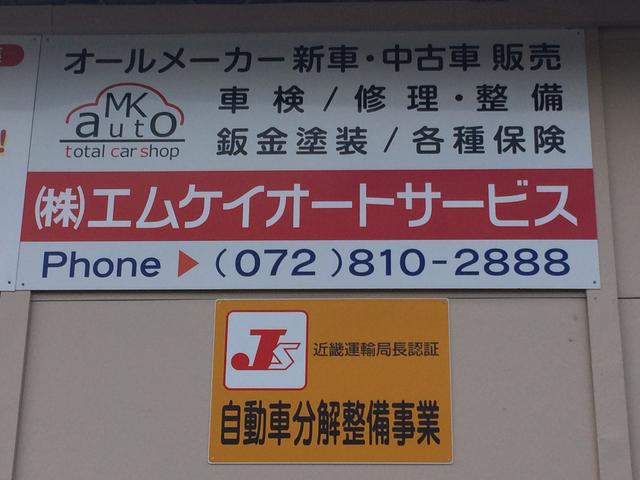 オールメーカー 新車・中古車 販売
MK
auto
total car shop
車検 / 修理・整備
鈑金塗装 / 各種保険
㈱エムケイオートサービス
Phone ▶ (072)810-2888
JS
近畿運輸局長認証
自動車分解整備事業
!